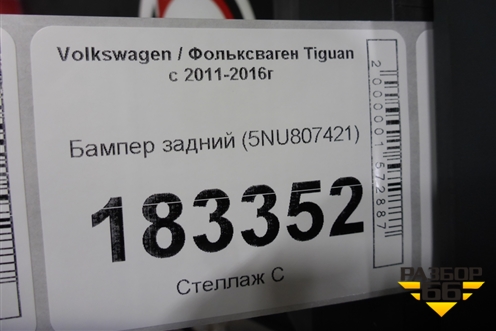 Volkswagen / Фольксваген Tiguan
с 2011-2016г
Бампер задний (5NU807421)
183352
Стеллаж С
2000001572887
РАЗБОР
66